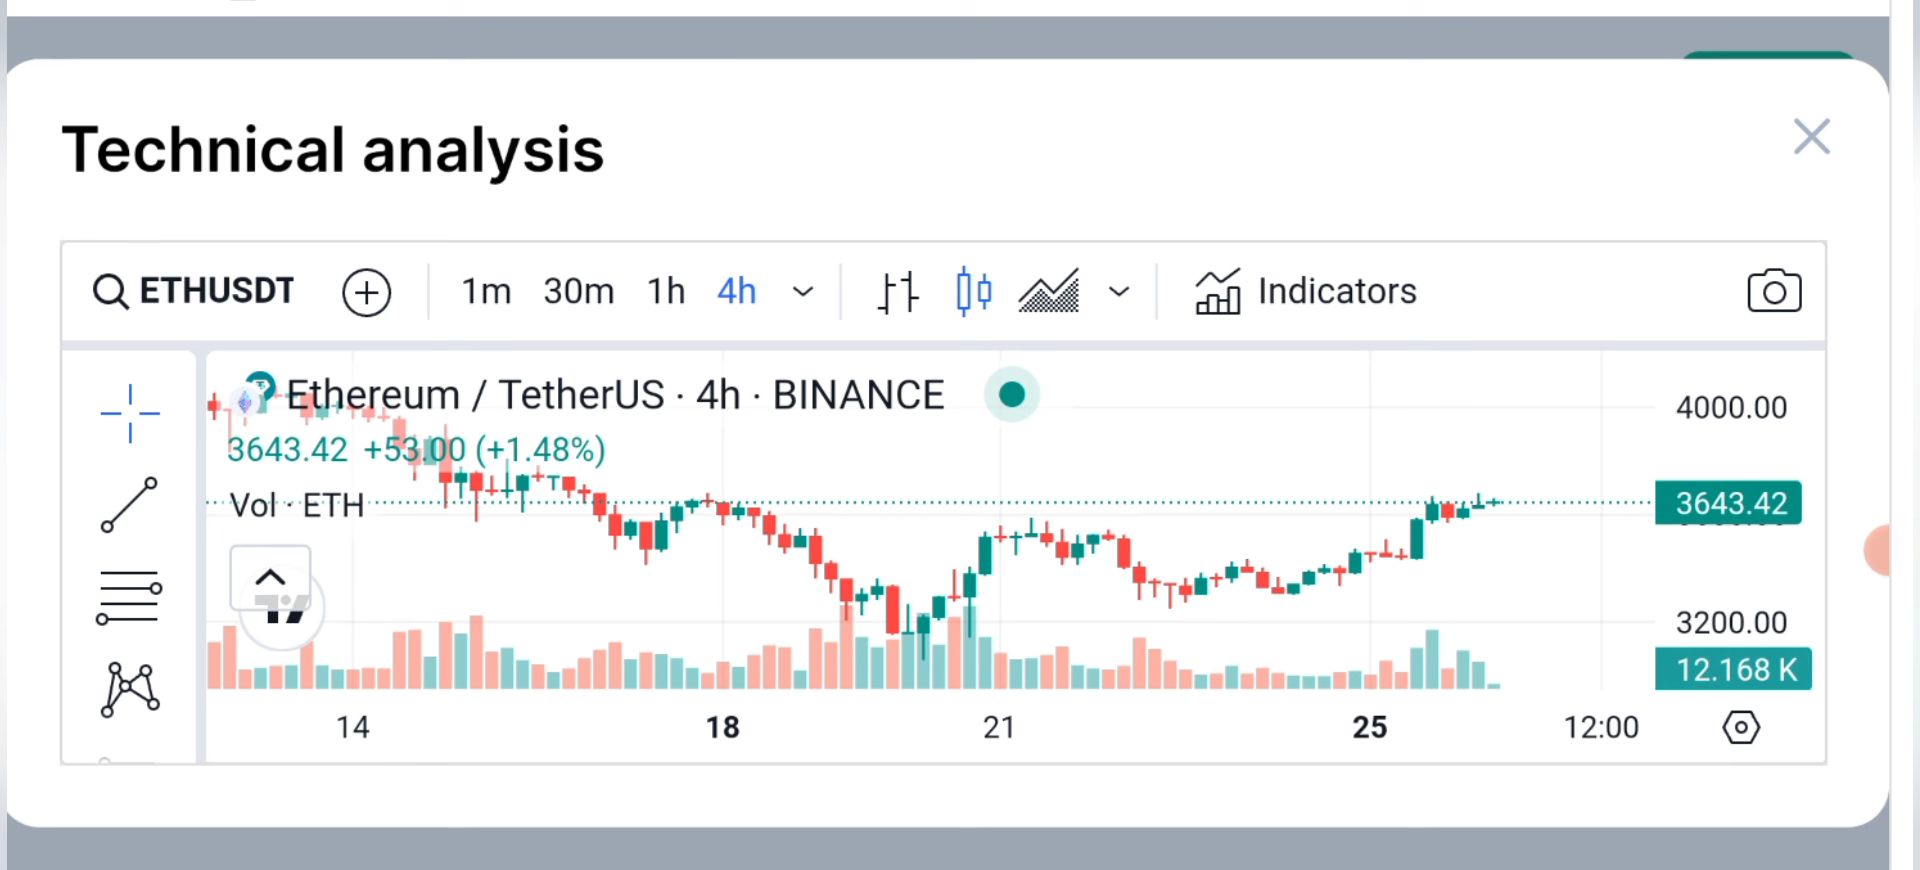 Technical analysis
ETHUSDT 1m 30m 1h 4h Indicators
Ethereum / TetherUS · 4h · BINANCE
3643.42 +53.00 (+1.48%)
Vol · ETH
4000.00
3643.42
3200.00
12.168 K
14 18 21 25 12:00